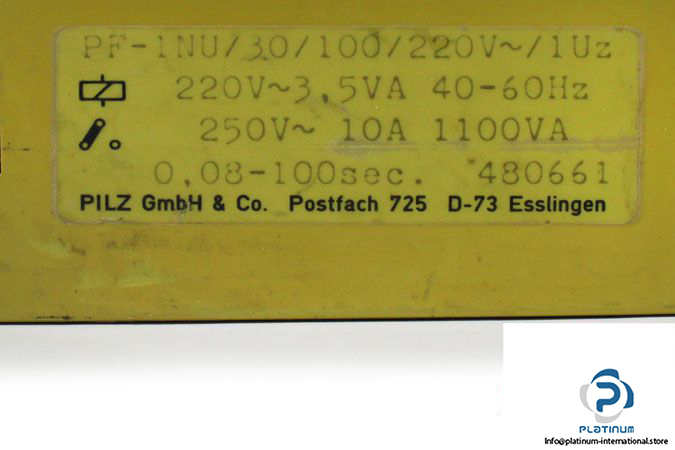 PF-1NU/30/100/220V~/1Uz
220V~3,5VA 40-60Hz
250V~ 10A 1100VA
0,08-100sec. 480661
PILZ GmbH & Co. Postfach 725 D-73 Esslingen
PLATINUM
Info@platinum-international.store